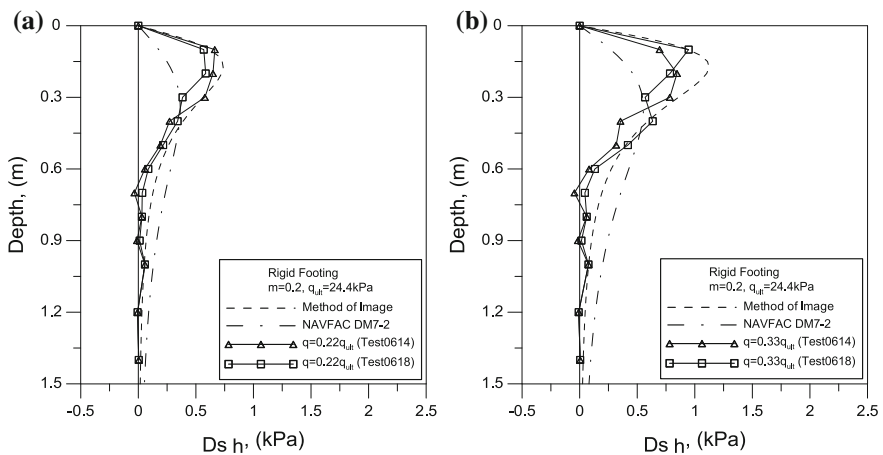 (a)
0
0.3
0.6
0.9
1.2
1.5
Depth, (m)
Rigid Footing
m=0.2, qult=24.4kPa
Method of Image
NAVFAC DM7-2
q=0.22qult (Test0614)
q=0.22qult (Test0618)
-0.5 0 0.5 1 1.5 2 2.5
Ds h, (kPa)
(b)
0
0.3
0.6
0.9
1.2
1.5
Depth, (m)
Rigid Footing
m=0.2, qult=24.4kPa
Method of Image
NAVFAC DM7-2
q=0.33qult (Test0614)
q=0.33qult (Test0618)
-0.5 0 0.5 1 1.5 2 2.5
Ds h, (kPa)